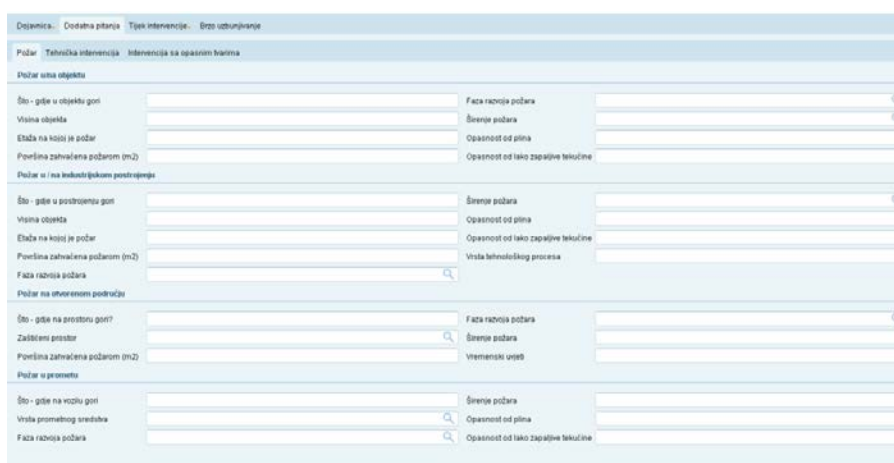 Dojavnica.. Dodatna pitanja Tijek intervencije.. Brzo uzbunjivanje
Požar Tehnička intervencija Intervencija sa opasnim tvarima
Požar u/na objektu
Što - gdje u objektu gori Faza razvoja požara
Visina objekta Širenje požara
Etaža na kojoj je požar Opasnost od plina
Površina zahvaćena požarom (m2) Opasnost od lako zapaljive tekućine
Požar u / na industrijskom postrojenju
Što - gdje u postrojenju gori Širenje požara
Visina objekta Opasnost od plina
Etaža na kojoj je požar Opasnost od lako zapaljive tekućine
Površina zahvaćena požarom (m2) Vrsta tehnološkog procesa
Faza razvoja požara
Požar na otvorenom području
Što - gdje na prostoru gori? Faza razvoja požara
Zaštićeni prostor Širenje požara
Površina zahvaćena požarom (m2) Vremenski uvjeti
Požar u prometu
Što - gdje na vozilu gori Širenje požara
Vrsta prometnog sredstva Opasnost od plina
Faza razvoja požara Opasnost od lako zapaljive tekućine